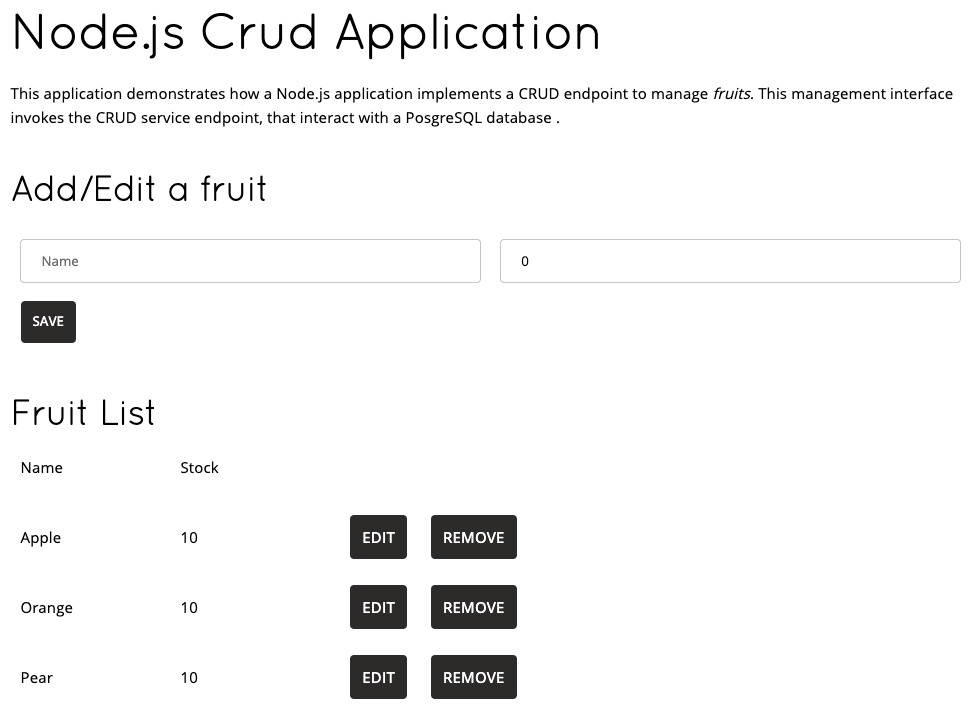 Node.js Crud Application
This application demonstrates how a Node.js application implements a CRUD endpoint to manage fruits. This management interface
invokes the CRUD service endpoint, that interact with a PosgreSQL database .
Add/Edit a fruit
Name 0
SAVE
Fruit List
Name Stock
Apple 10 EDIT REMOVE
Orange 10 EDIT REMOVE
Pear 10 EDIT REMOVE